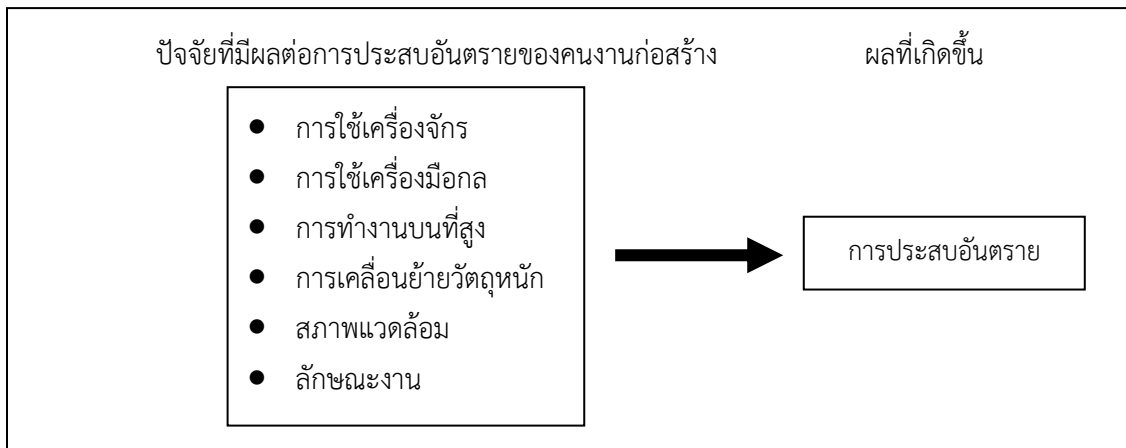 ปัจจัยที่มีผลต่อการประสบอันตรายของคนงานก่อสร้าง
ผลที่เกิดขึ้น
● การใช้เครื่องจักร
● การใช้เครื่องมือกล
● การทำงานบนที่สูง
● การเคลื่อนย้ายวัตถุหนัก
● สภาพแวดล้อม
● ลักษณะงาน
การประสบอันตราย